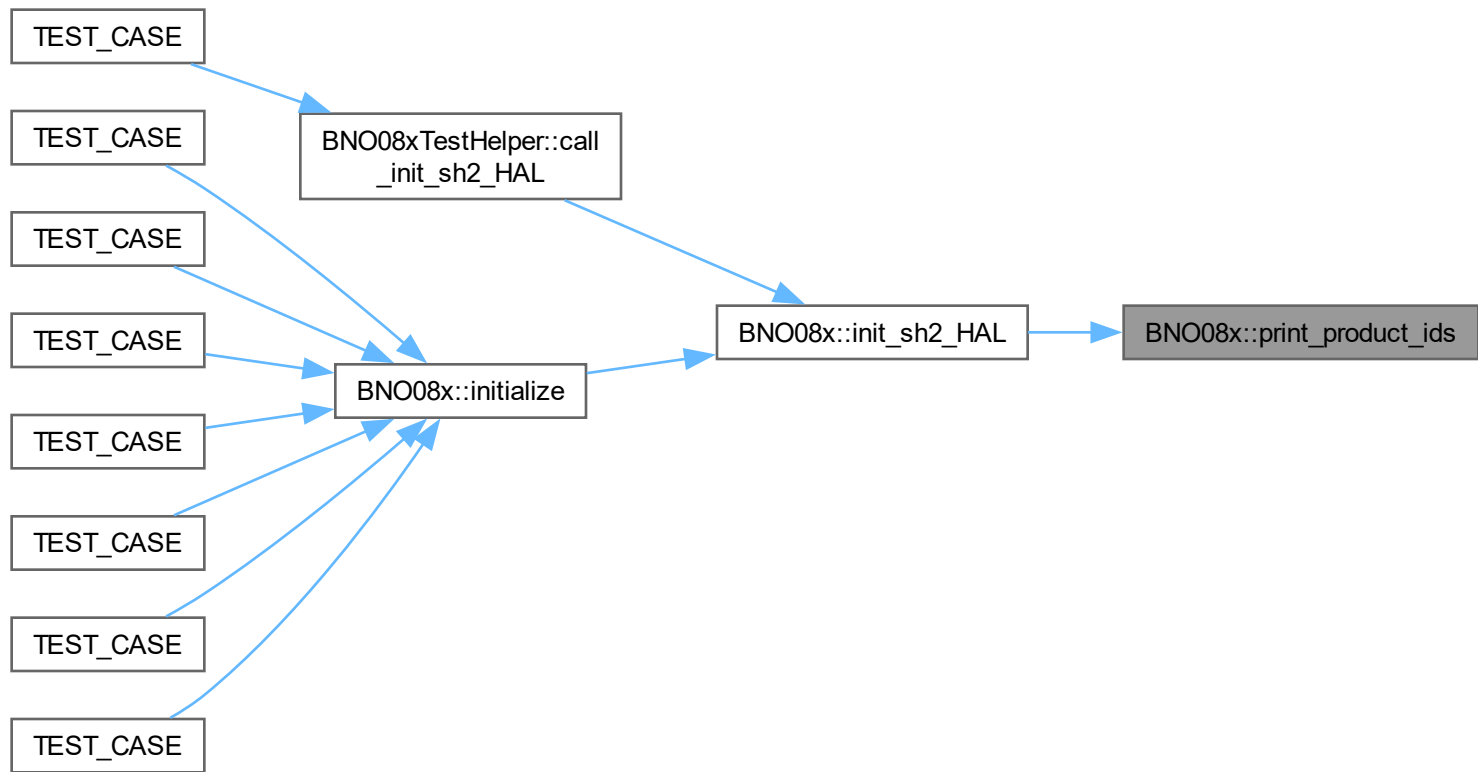 TEST_CASE
TEST_CASE
TEST_CASE
TEST_CASE
TEST_CASE
TEST_CASE
TEST_CASE
TEST_CASE
BNO08xTestHelper::call
_init_sh2_HAL
BNO08x::initialize
BNO08x::init_sh2_HAL
BNO08x::print_product_ids